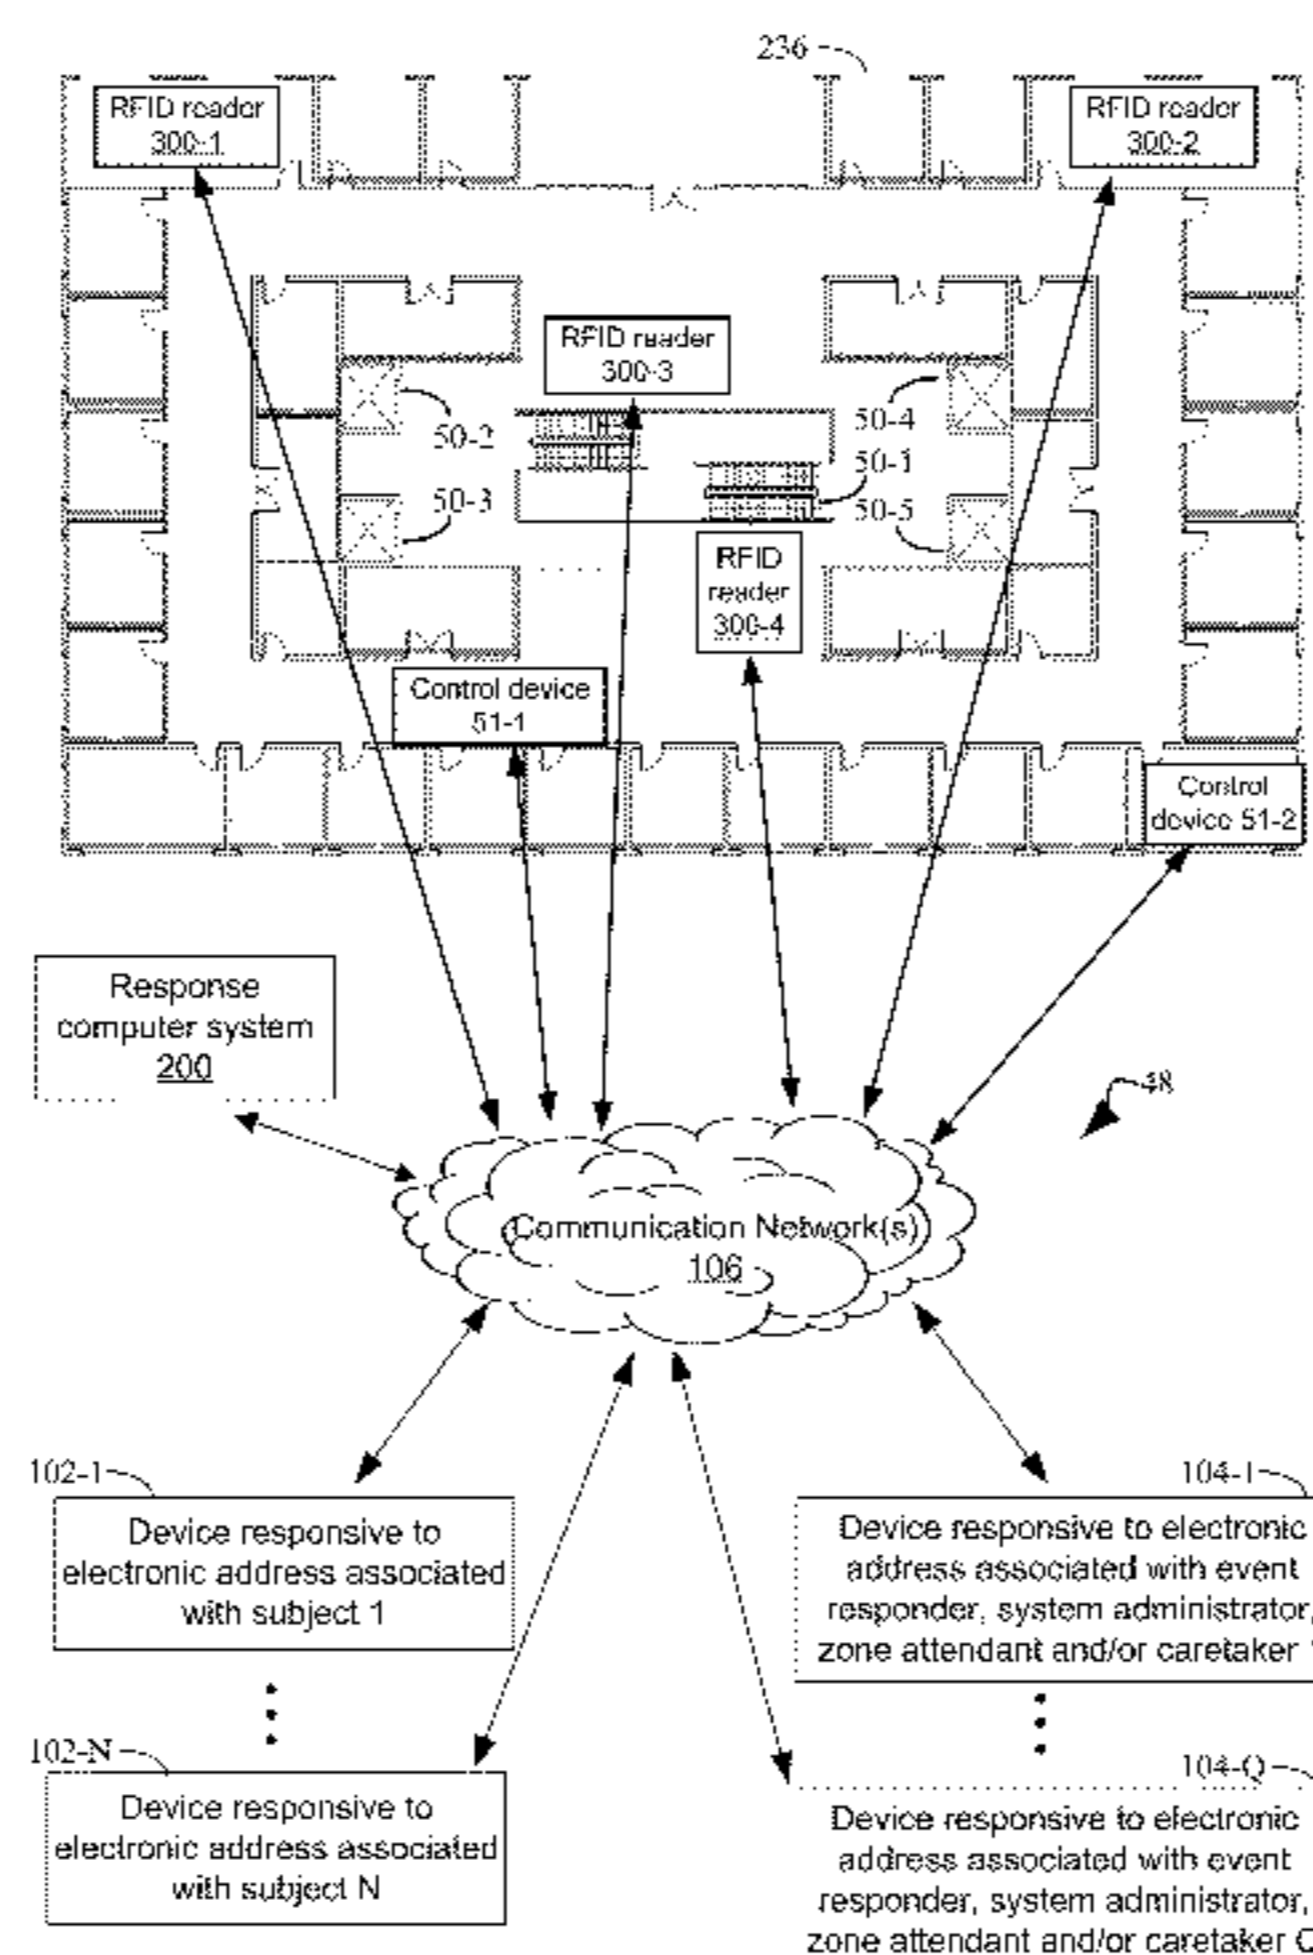 236
RFID reader
300-1
RFID reader
300-2
RFID reader
300-3
50-2
50-4
50-1
50-3
50-5
RFID
reader
300-4
Control device
51-1
Control
device 51-2
Response
computer system
200
48
Communication Network(s)
106
102-1
Device responsive to
electronic address associated
with subject 1
104-1
Device responsive to electronic
address associated with event
responder, system administrator,
zone attendant and/or caretaker
102-N
Device responsive to
electronic address associated
with subject N
104-Q
Device responsive to electronic
address associated with event
responder, system administrator,
zone attendant and/or caretaker